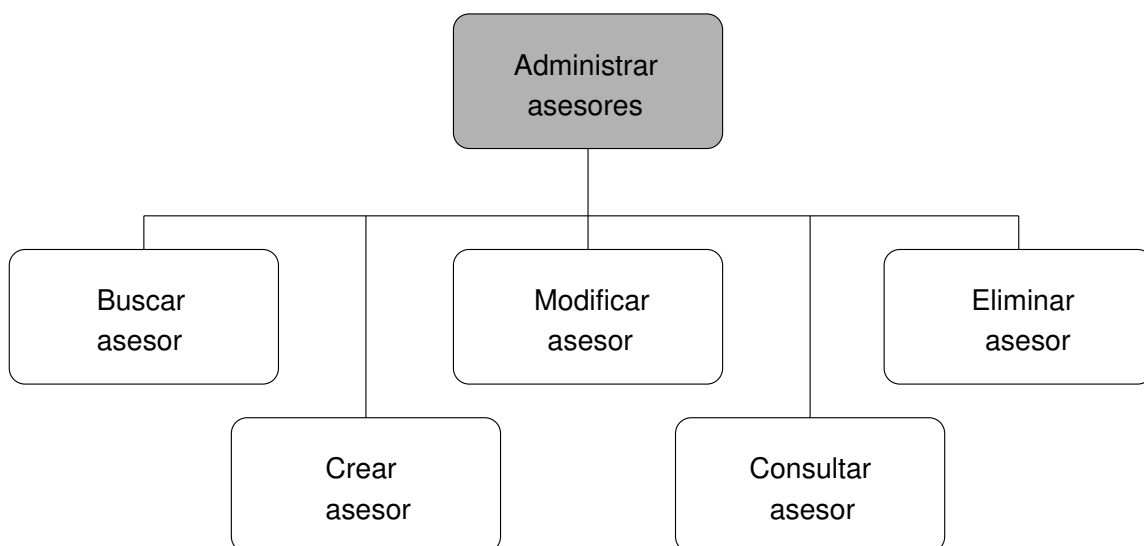 Administrar
asesores
Buscar
asesor
Modificar
asesor
Eliminar
asesor
Crear
asesor
Consultar
asesor